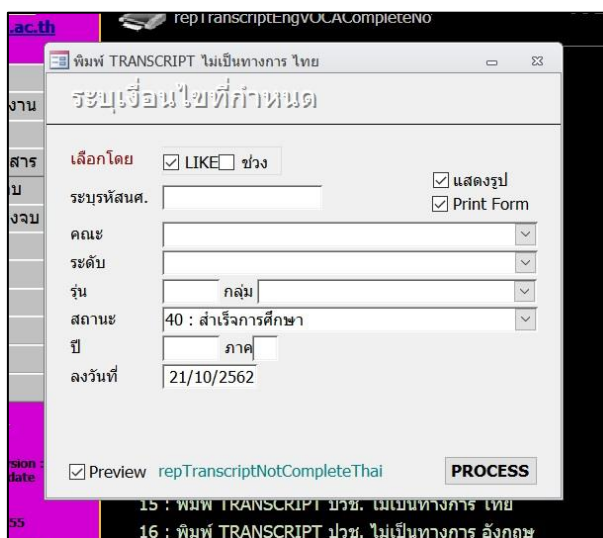 .ac.th
repTranscriptEngVOCACompleteNo
พิมพ์ TRANSCRIPT ไม่เป็นทางการ ไทย
ระบุเงื่อนไขที่กำหนด
งาน
สาร
บ
งจบ
เลือกโดย LIKE ช่วง
แสดงรูป
ระบุรหัสนศ.
Print Form
คณะ
ระดับ
รุ่น กลุ่ม
สถานะ 40 : สำเร็จการศึกษา
ปี ภาค
ลงวันที่ 21/10/2562
Preview repTranscriptNotCompleteThai PROCESS
rsion :
date
55
15 : พิมพ์ TRANSCRIPT ปวช. ไม่เป็นทางการ ไทย
16 : พิมพ์ TRANSCRIPT ปวช. ไม่เป็นทางการ อังกฤษ